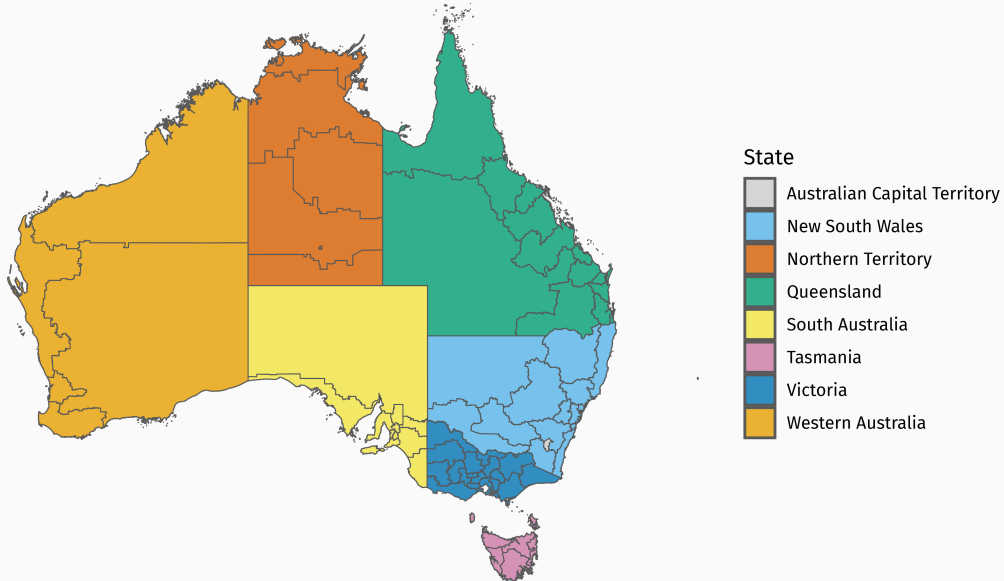 State
Australian Capital Territory
New South Wales
Northern Territory
Queensland
South Australia
Tasmania
Victoria
Western Australia